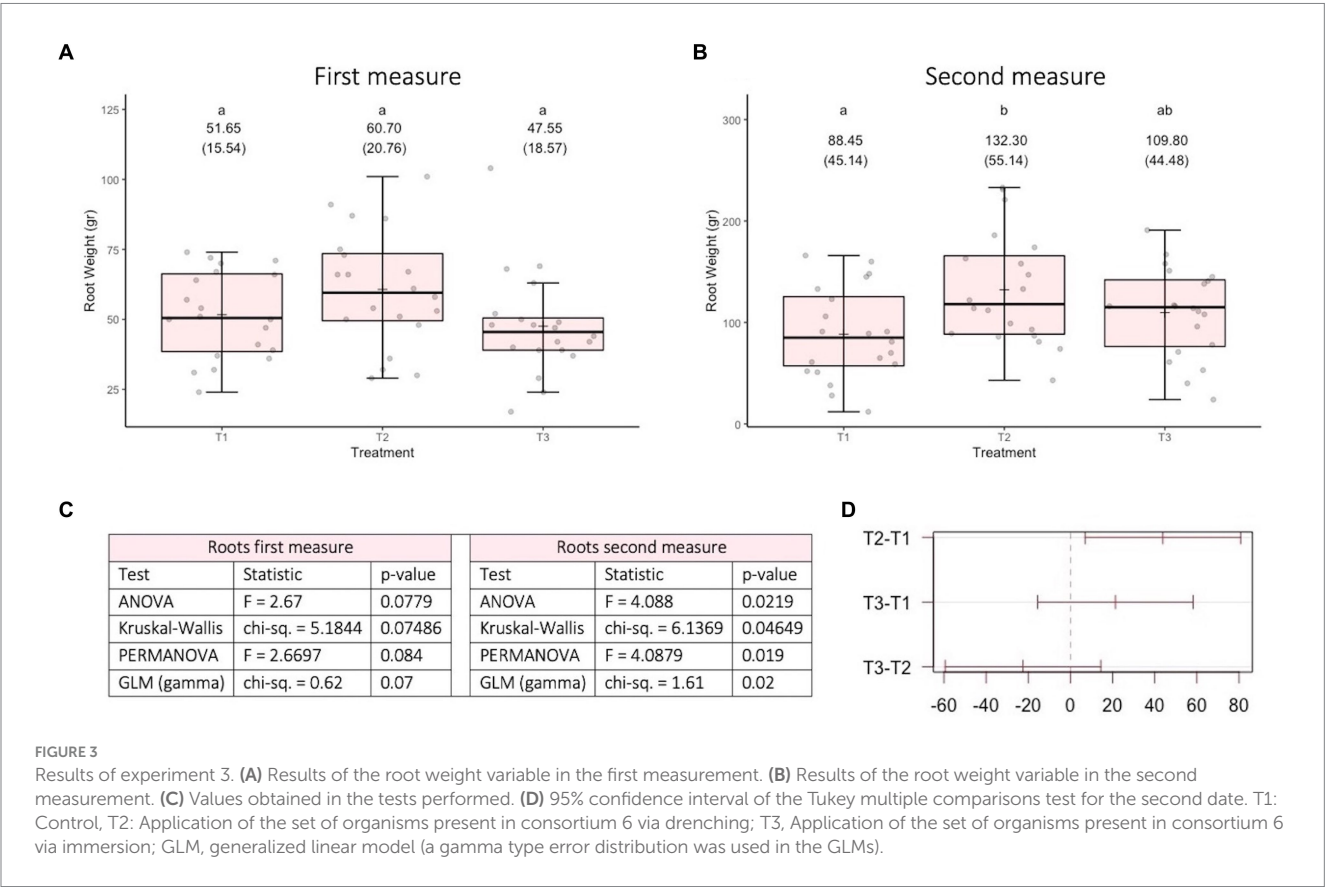 A
First measure
125
100
75
50
25
Root Weight (gr)
a a a
51.65 60.70 47.55
(15.54) (20.76) (18.57)
T1 T2 T3
Treatment
B
Second measure
300
200
100
0
Root Weight (gr)
a b ab
88.45 132.30 109.80
(45.14) (55.14) (44.48)
T1 T2 T3
Treatment
C
Roots first measure
Test Statistic p-value
ANOVA F = 2.67 0.0779
Kruskal-Wallis chi-sq. = 5.1844 0.07486
PERMANOVA F = 2.6697 0.084
GLM (gamma) chi-sq. = 0.62 0.07
Roots second measure
Test Statistic p-value
ANOVA F = 4.088 0.0219
Kruskal-Wallis chi-sq. = 6.1369 0.04649
PERMANOVA F = 4.0879 0.019
GLM (gamma) chi-sq. = 1.61 0.02
D
T2-T1
T3-T1
T3-T2
-60 -40 -20 0 20 40 60 80
FIGURE 3
Results of experiment 3. (A) Results of the root weight variable in the first measurement. (B) Results of the root weight variable in the second
measurement. (C) Values obtained in the tests performed. (D) 95% confidence interval of the Tukey multiple comparisons test for the second date. T1:
Control, T2: Application of the set of organisms present in consortium 6 via drenching; T3, Application of the set of organisms present in consortium 6
via immersion; GLM, generalized linear model (a gamma type error distribution was used in the GLMs).